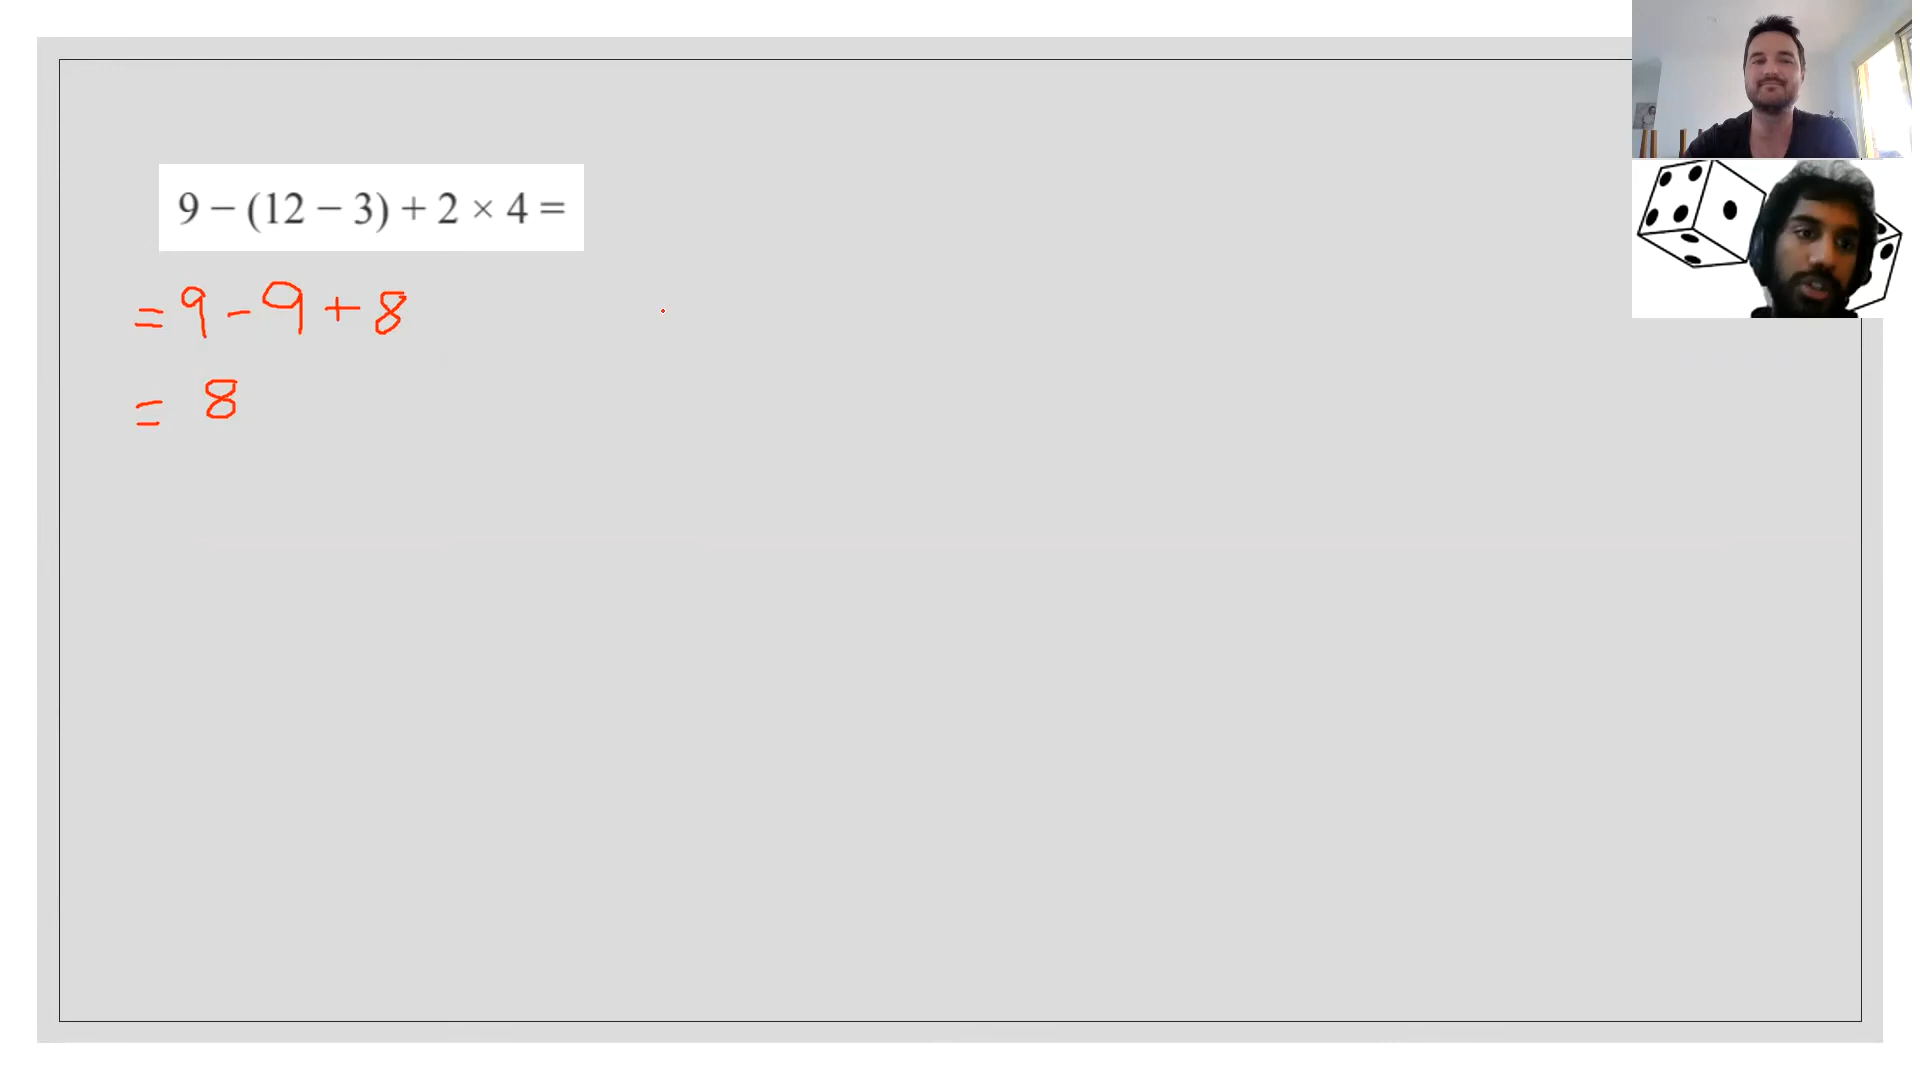 9 − (12 − 3) + 2 × 4 =
= 9 - 9 + 8
= 8